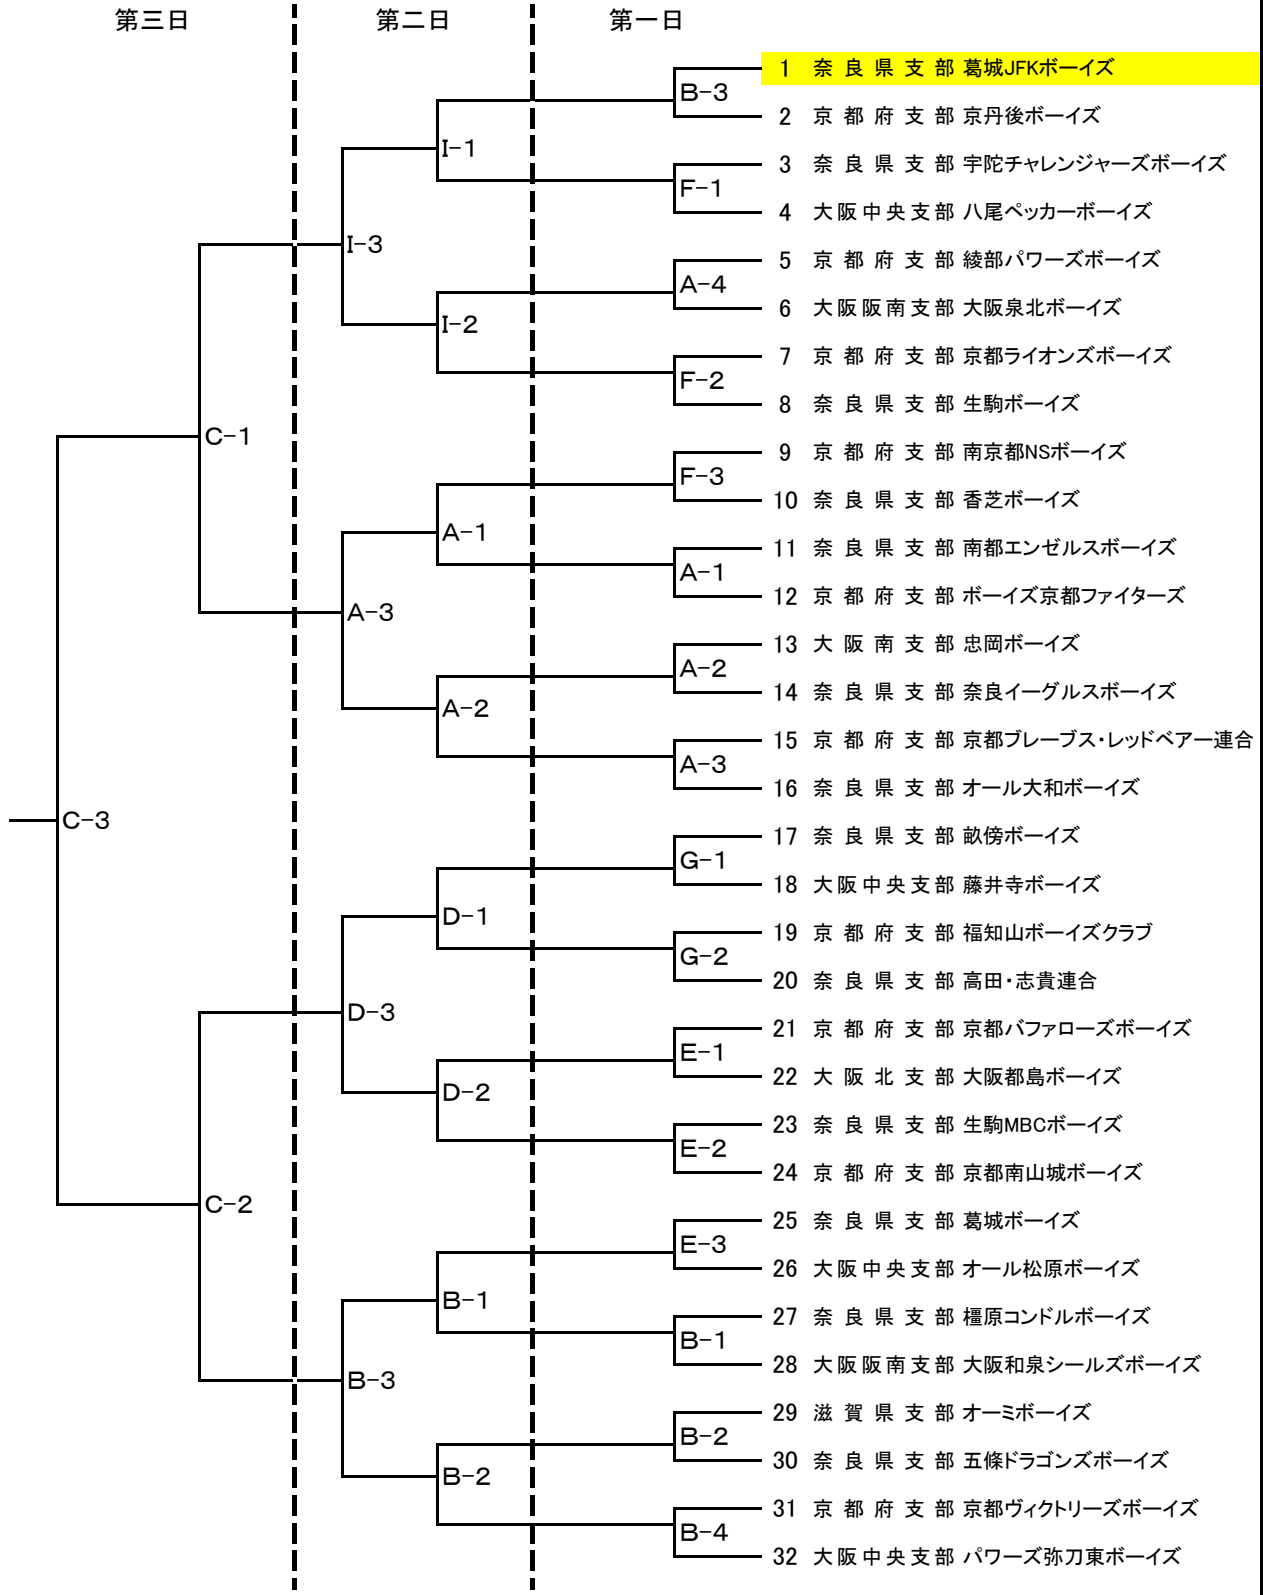 第三日 第二日 第一日
1 奈良県支部 葛城JFKボーイズ
B-3
2 京都府支部 京丹後ボーイズ
I-1
3 奈良県支部 宇陀チャレンジャーズボーイズ
F-1
4 大阪中央支部 八尾ペッカーボーイズ
I-3
5 京都府支部 綾部パワーズボーイズ
A-4
6 大阪阪南支部 大阪泉北ボーイズ
I-2
7 京都府支部 京都ライオンズボーイズ
F-2
8 奈良県支部 生駒ボーイズ
C-1
9 京都府支部 南京都NSボーイズ
F-3
10 奈良県支部 香芝ボーイズ
A-1
11 奈良県支部 南都エンゼルスボーイズ
A-1
12 京都府支部 ボーイズ京都ファイターズ
A-3
13 大阪南支部 忠岡ボーイズ
A-2
14 奈良県支部 奈良イーグルスボーイズ
A-2
15 京都府支部 京都ブレーブス・レッドベアー連合
A-3
16 奈良県支部 オール大和ボーイズ
C-3
17 奈良県支部 畝傍ボーイズ
G-1
18 大阪中央支部 藤井寺ボーイズ
D-1
19 京都府支部 福知山ボーイズクラブ
G-2
20 奈良県支部 高田・志貴連合
D-3
21 京都府支部 京都バファローズボーイズ
E-1
22 大阪北支部 大阪都島ボーイズ
D-2
23 奈良県支部 生駒MBCボーイズ
E-2
24 京都府支部 京都南山城ボーイズ
C-2
25 奈良県支部 葛城ボーイズ
E-3
26 大阪中央支部 オール松原ボーイズ
B-1
27 奈良県支部 橿原コンドルボーイズ
B-1
28 大阪阪南支部 大阪和泉シールズボーイズ
B-3
29 滋賀県支部 オーミボーイズ
B-2
30 奈良県支部 五條ドラゴンズボーイズ
B-2
31 京都府支部 京都ヴィクトリーズボーイズ
B-4
32 大阪中央支部 パワーズ弥刀東ボーイズ